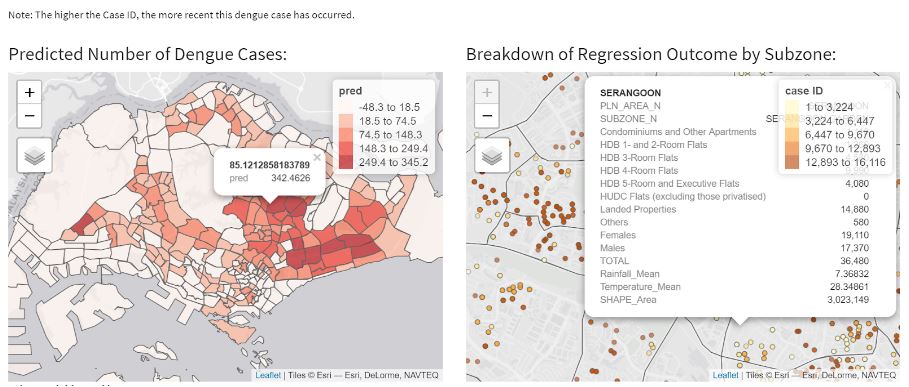 Note: The higher the Case ID, the more recent this dengue case has occurred.
Predicted Number of Dengue Cases:
+
−
pred
-48.3 to 18.5
18.5 to 74.5
74.5 to 148.3
148.3 to 249.4
249.4 to 345.2
85.1212858183789
pred 342.4626
Leaflet | Tiles © Esri — Esri, DeLorme, NAVTEQ
Breakdown of Regression Outcome by Subzone:
+
−
case ID
1 to 3,224
3,224 to 6,447
6,447 to 9,670
9,670 to 12,893
12,893 to 16,116
SERANGOON
PLN_AREA_N
SUBZONE_N
Condominiums and Other Apartments
HDB 1- and 2-Room Flats
HDB 3-Room Flats
HDB 4-Room Flats
HDB 5-Room and Executive Flats 4,080
HUDC Flats (excluding those privatised) 0
Landed Properties 14,880
Others 580
Females 19,110
Males 17,370
TOTAL 36,480
Rainfall_Mean 7.36832
Temperature_Mean 28.34861
SHAPE_Area 3,023,149
Leaflet | Tiles © Esri — Esri, DeLorme, NAVTEQ